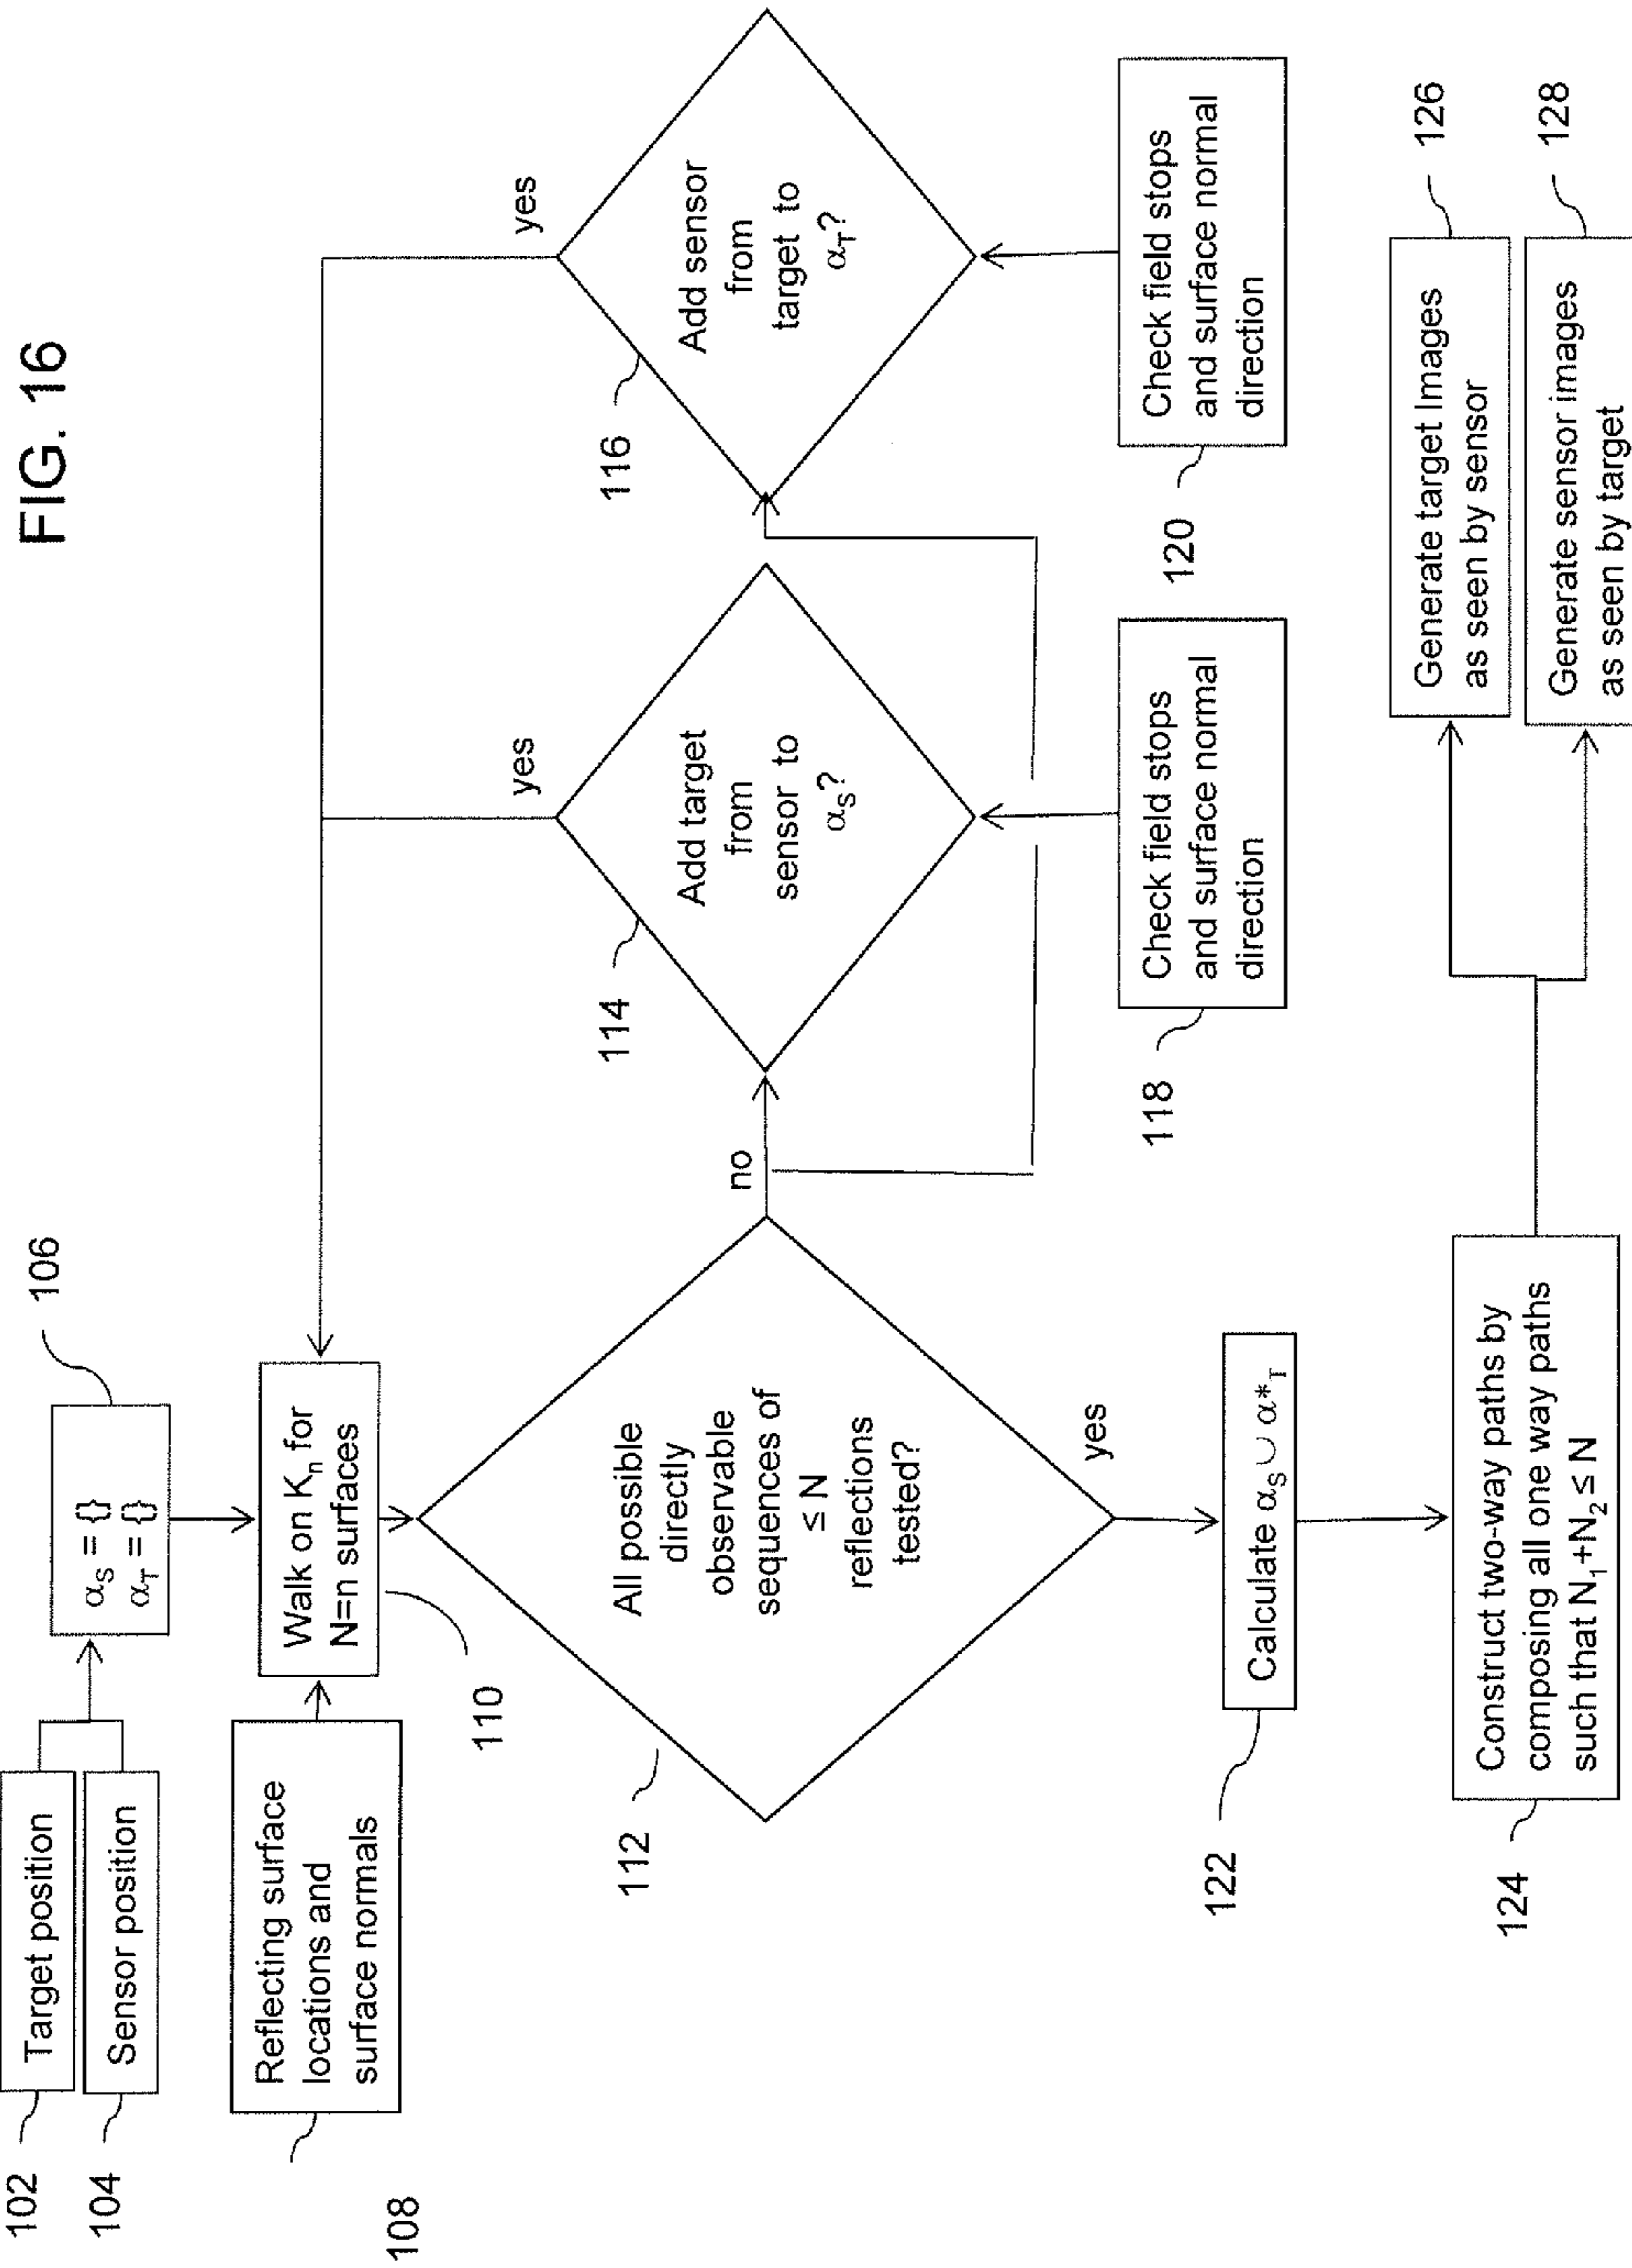 FIG. 16
102
Target position
104
Sensor position
106
αS = {}
αT = {}
108
Reflecting surface
locations and
surface normals
110
Walk on Kn for
N=n surfaces
112
All possible
directly
observable
sequences of
≤ N
reflections
tested?
no
yes
114
Add target
from
sensor to
αS?
yes
116
Add sensor
from
target to
αT?
yes
118
Check field stops
and surface normal
direction
120
Check field stops
and surface normal
direction
122
Calculate αS ∪ α*T
124
Construct two-way paths by
composing all one way paths
such that N1+N2 ≤ N
126
Generate target Images
as seen by sensor
128
Generate sensor images
as seen by target